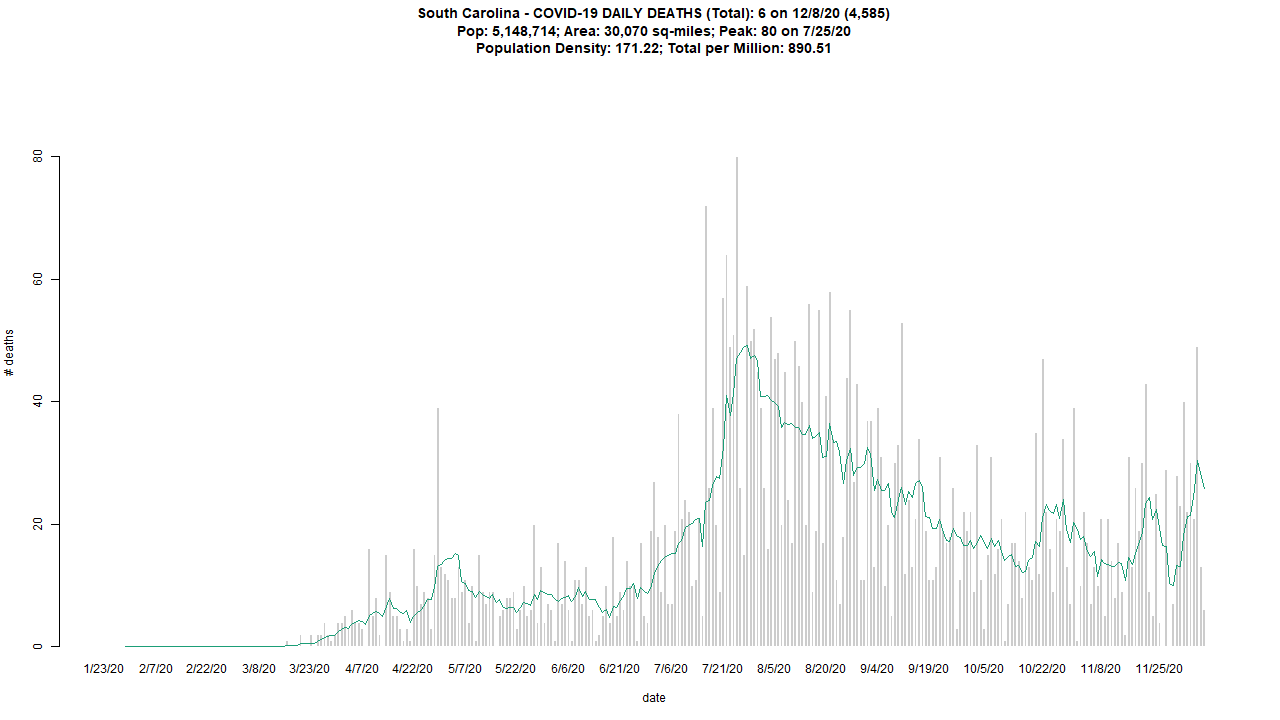 South Carolina - COVID-19 DAILY DEATHS (Total): 6 on 12/8/20 (4,585)
Pop: 5,148,714; Area: 30,070 sq-miles; Peak: 80 on 7/25/20
Population Density: 171.22; Total per Million: 890.51
80
60
40
20
0
# deaths
1/23/20 2/7/20 2/22/20 3/8/20 3/23/20 4/7/20 4/22/20 5/7/20 5/22/20 6/6/20 6/21/20 7/6/20 7/21/20 8/5/20 8/20/20 9/4/20 9/19/20 10/5/20 10/22/20 11/8/20 11/25/20
date